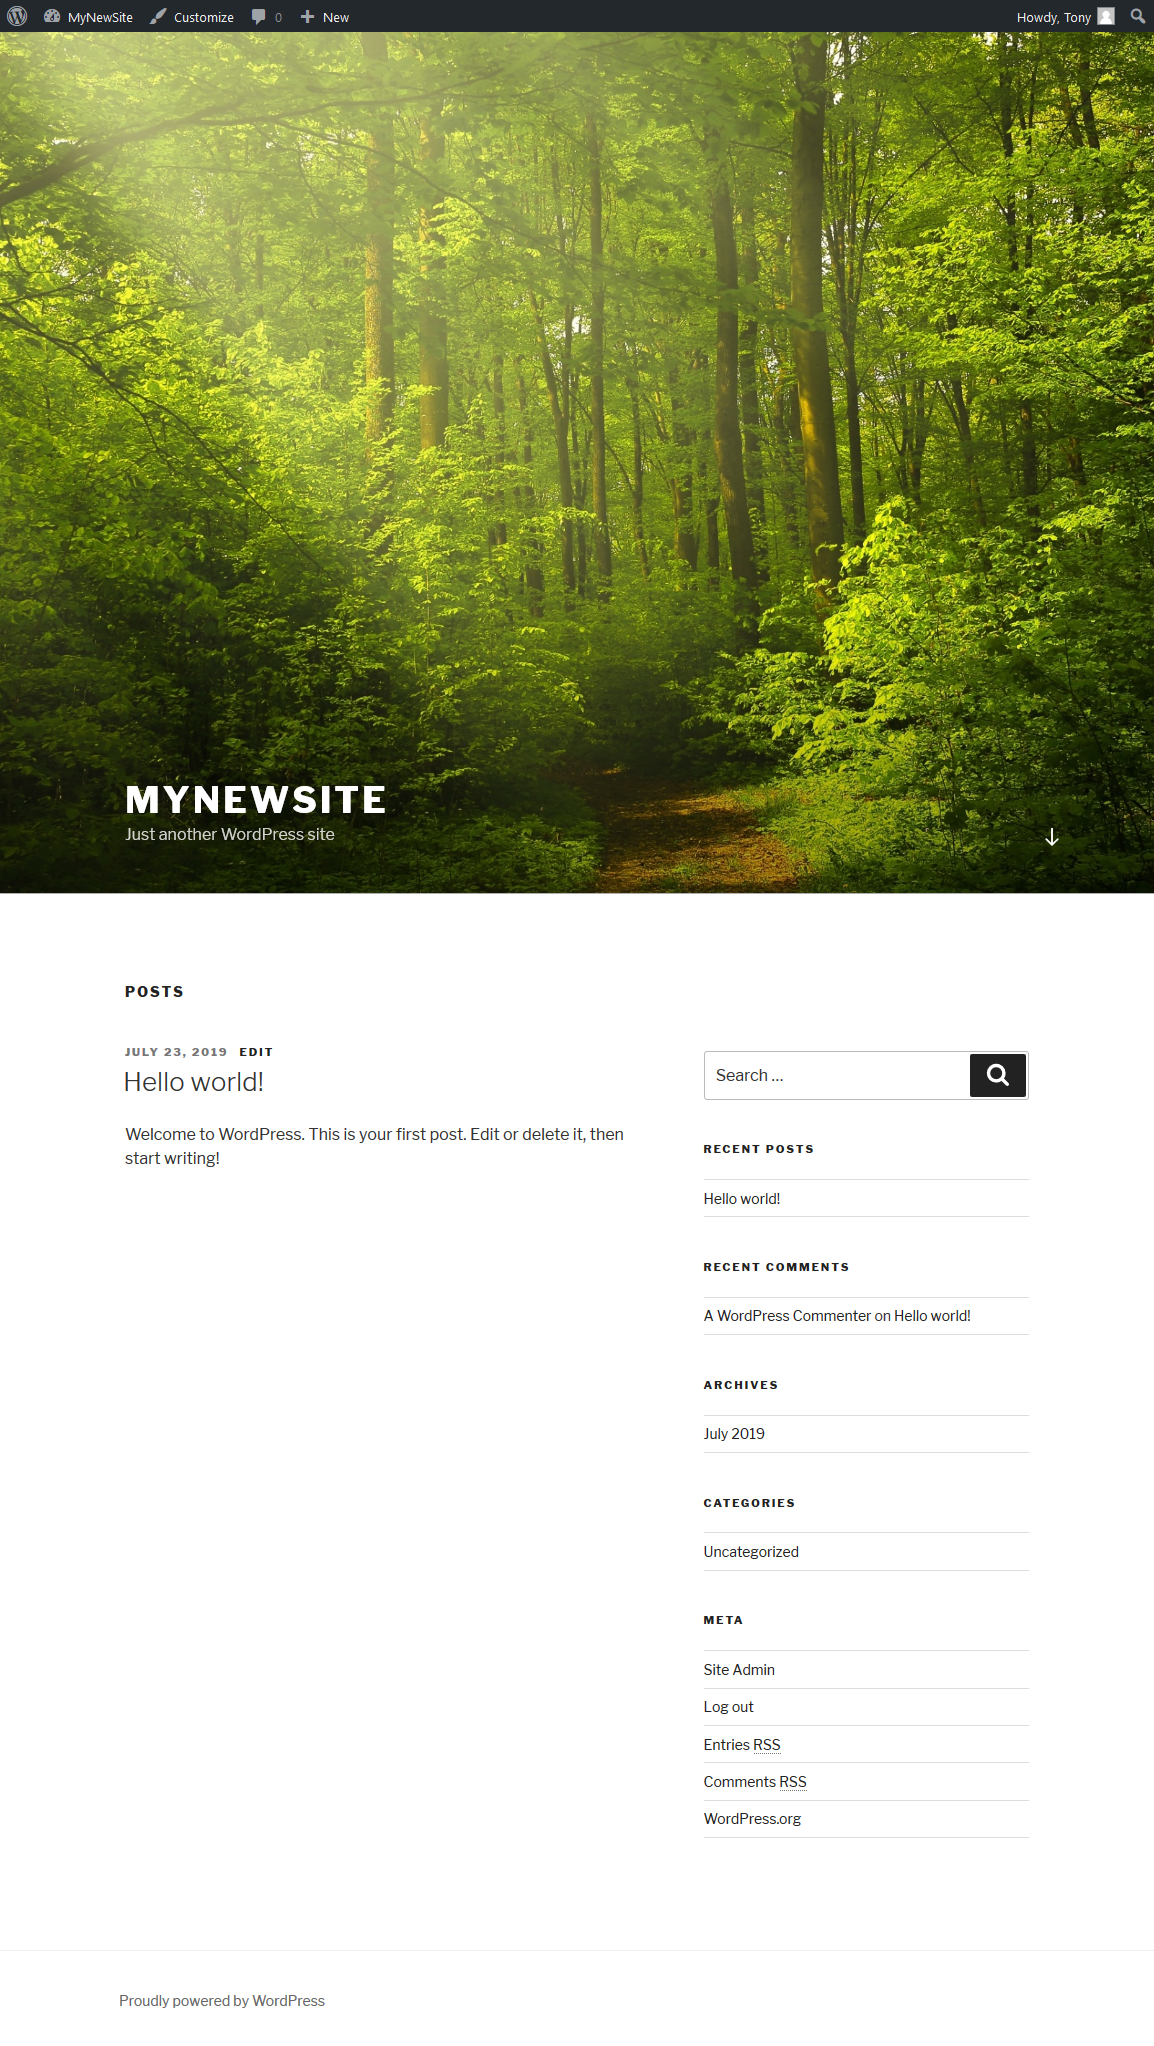 MyNewSite Customize 0 New Howdy, Tony
MYNEWSITE
Just another WordPress site
POSTS
JULY 23, 2019 EDIT
Hello world!
Welcome to WordPress. This is your first post. Edit or delete it, then
start writing!
Search …
RECENT POSTS
Hello world!
RECENT COMMENTS
A WordPress Commenter on Hello world!
ARCHIVES
July 2019
CATEGORIES
Uncategorized
META
Site Admin
Log out
Entries RSS
Comments RSS
WordPress.org
Proudly powered by WordPress